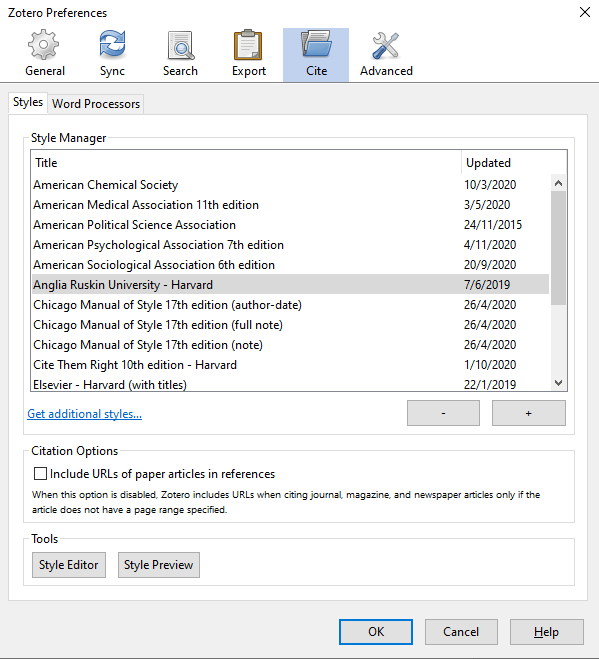 Zotero Preferences
General Sync Search Export Cite Advanced
Styles Word Processors
Style Manager
Title Updated
American Chemical Society 10/3/2020
American Medical Association 11th edition 3/5/2020
American Political Science Association 24/11/2015
American Psychological Association 7th edition 4/11/2020
American Sociological Association 6th edition 20/9/2020
Anglia Ruskin University - Harvard 7/6/2019
Chicago Manual of Style 17th edition (author-date) 26/4/2020
Chicago Manual of Style 17th edition (full note) 26/4/2020
Chicago Manual of Style 17th edition (note) 26/4/2020
Cite Them Right 10th edition - Harvard 1/10/2020
Elsevier - Harvard (with titles) 22/1/2019
Get additional styles... - +
Citation Options
Include URLs of paper articles in references
When this option is disabled, Zotero includes URLs when citing journal, magazine, and newspaper articles only if the
article does not have a page range specified.
Tools
Style Editor Style Preview
OK Cancel Help